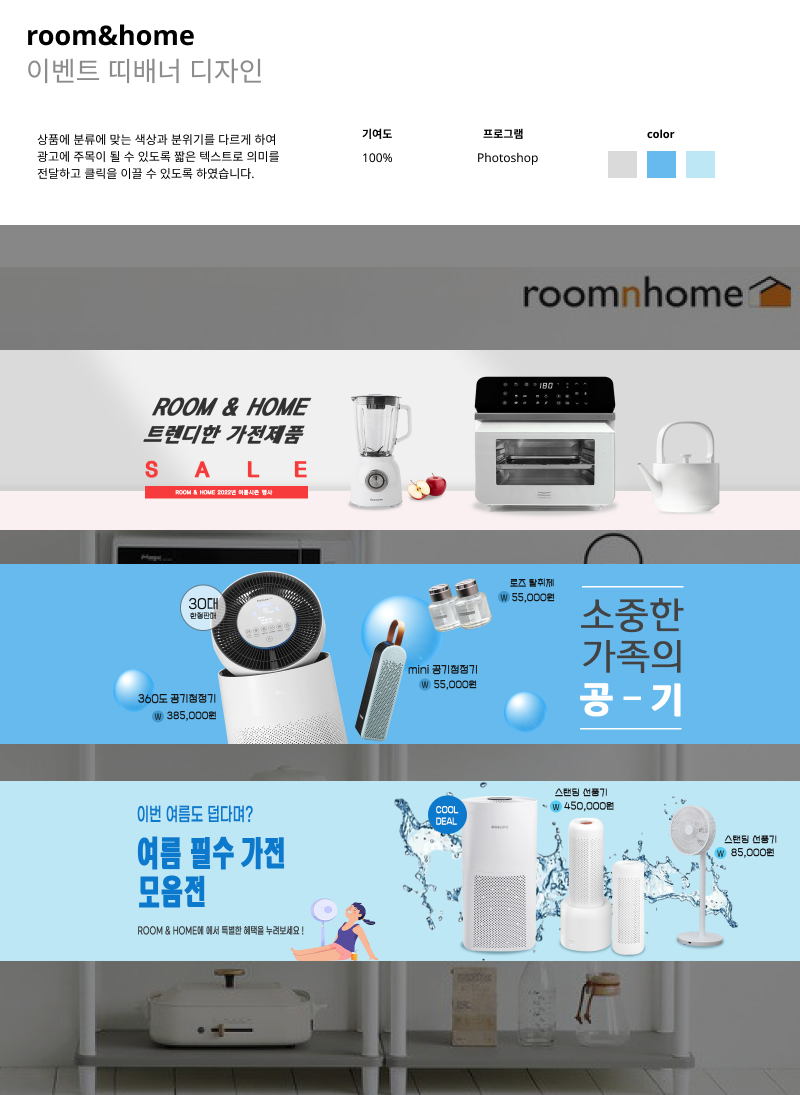 room&home
이벤트 띠배너 디자인
상품에 분류에 맞는 색상과 분위기를 다르게 하여
광고에 주목이 될 수 있도록 짧은 텍스트로 의미를
전달하고 클릭을 이끌 수 있도록 하였습니다.
기여도
100%
프로그램
Photoshop
color
roomnhome
ROOM & HOME
트렌디한 가전제품
SALE
ROOM & HOME 2022년 여름시즌 행사
180
30대
한정판매
360도 공기청정기
₩ 385,000원
mini 공기청정기
₩ 55,000원
로즈 탈취제
₩ 55,000원
소중한
가족의
공 – 기
이번 여름도 덥다며?
여름 필수 가전
모음전
ROOM & HOME에 에서 특별한 혜택을 누려보세요 !
COOL
DEAL
스탠딩 선풍기
₩ 450,000원
스탠딩 선풍기
₩ 85,000원